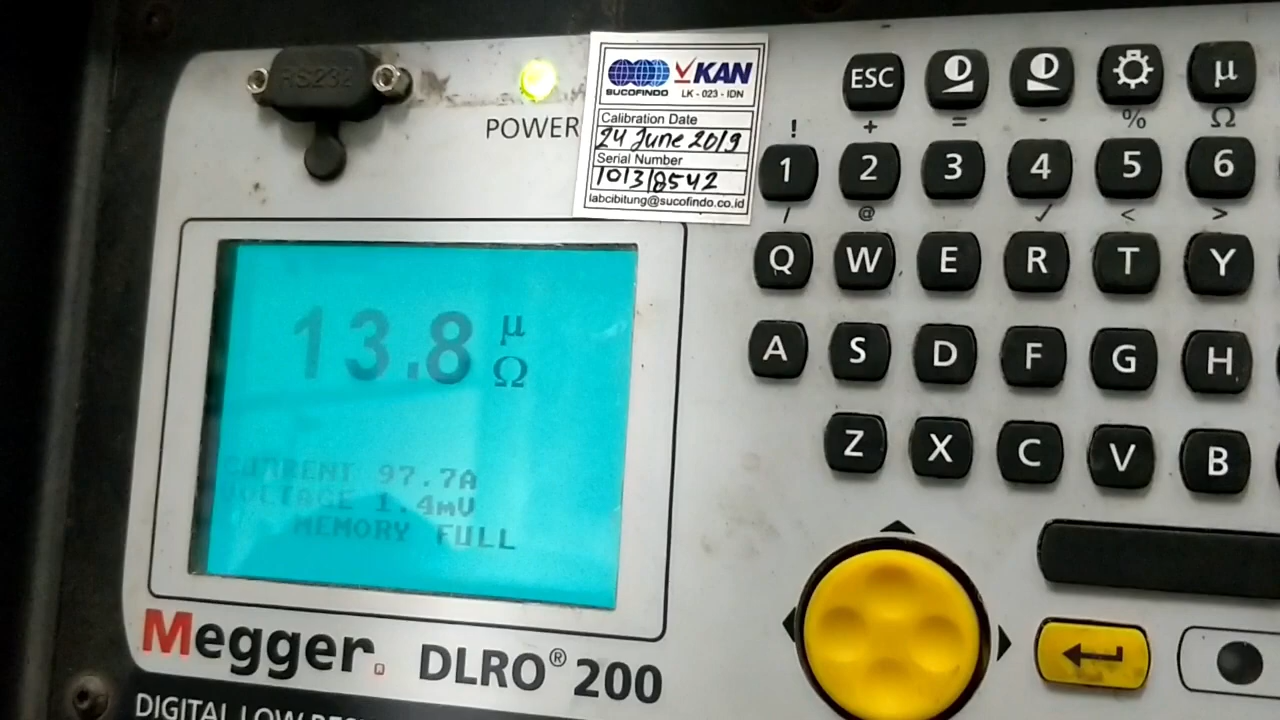 RS232
POWER
SUCOFINDO
KAN
LK - 023 - IDN
Calibration Date
24 June 2019
Serial Number
1013/8542
labcibitung@sucofindo.co.id
ESC
µ
! + = - % Ω
1 2 3 4 5 6
/ @ ✓ < >
Q W E R T Y
A S D F G H
Z X C V B
13.8 µΩ
CURRENT 97.7A
VOLTAGE 1.4mV
MEMORY FULL
Megger.
DLRO® 200
DIGITAL LOW